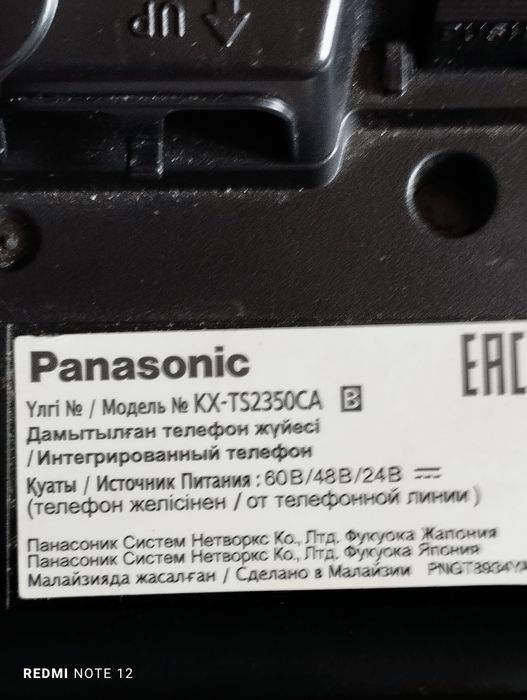 UP
Panasonic
EAC
Үлгі № / Модель № KX-TS2350CA B
Дамытылған телефон жүйесі
/Интегрированный телефон
Қуаты / Источник Питания : 60В/48В/24В
(телефон желісінен / от телефонной линии )
Панасоник Систем Нетворкс Ко., Лтд. Фукуока Жапония
Панасоник Систем Нетворкс Ко., Лтд. Фукуока Япония
Малайзияда жасалған / Сделано в Малайзии PNGT8934YA
REDMI NOTE 12